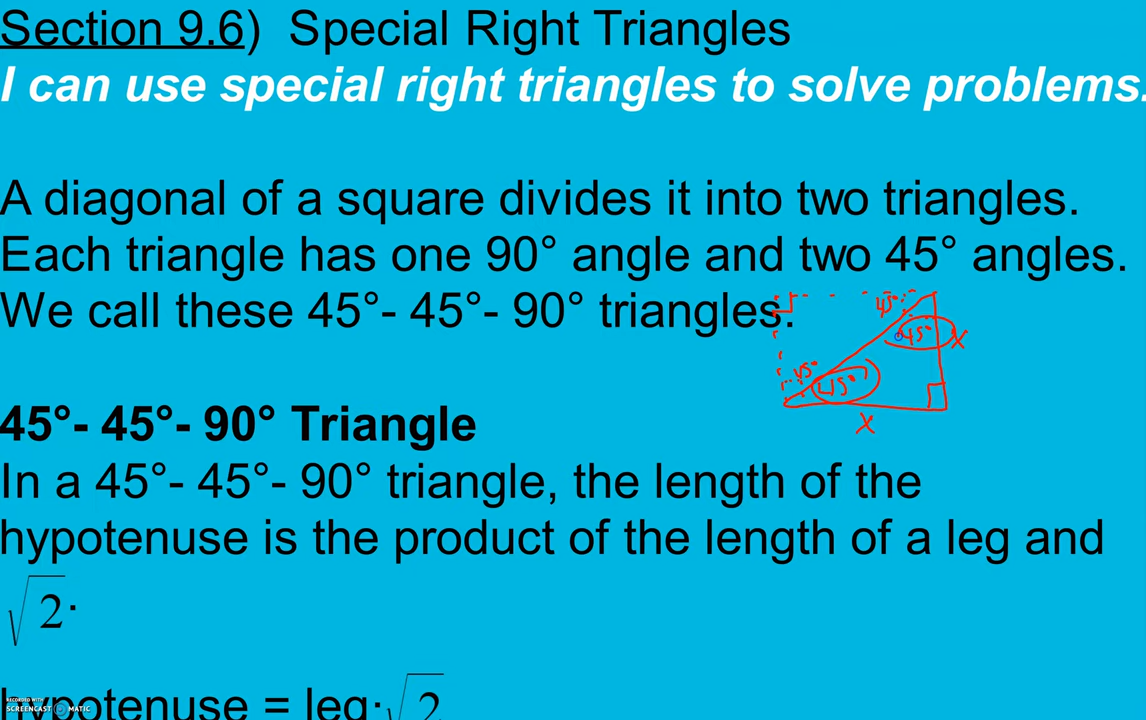 Section 9.6) Special Right Triangles
I can use special right triangles to solve problems.
A diagonal of a square divides it into two triangles.
Each triangle has one 90° angle and two 45° angles.
We call these 45°- 45°- 90° triangles.
45°
45°
x
45°
45°
x
45°- 45°- 90° Triangle
In a 45°- 45°- 90° triangle, the length of the
hypotenuse is the product of the length of a leg and
√2.
hypotenuse = leg·√2
RECORDED WITH
SCREENCAST MATIC